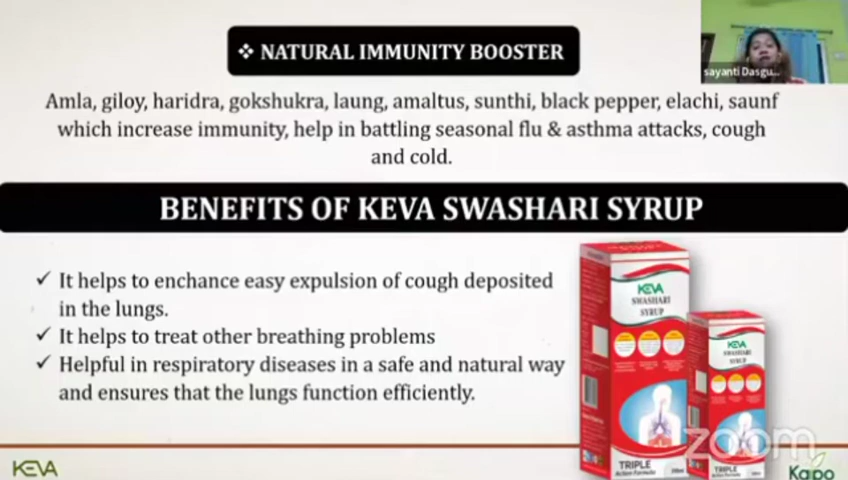 ❖ NATURAL IMMUNITY BOOSTER
sayanti Dasgu...
Amla, giloy, haridra, gokshukra, laung, amaltus, sunthi, black pepper, elachi, saunf
which increase immunity, help in battling seasonal flu & asthma attacks, cough
and cold.
BENEFITS OF KEVA SWASHARI SYRUP
✓ It helps to enchance easy expulsion of cough deposited
in the lungs.
✓ It helps to treat other breathing problems
✓ Helpful in respiratory diseases in a safe and natural way
and ensures that the lungs function efficiently.
KEVA
SWASHARI
SYRUP
TRIPLE
Action Formula
KEVA
SWASHARI
SYRUP
TRIPLE
zoom
KEVA
Kaipo